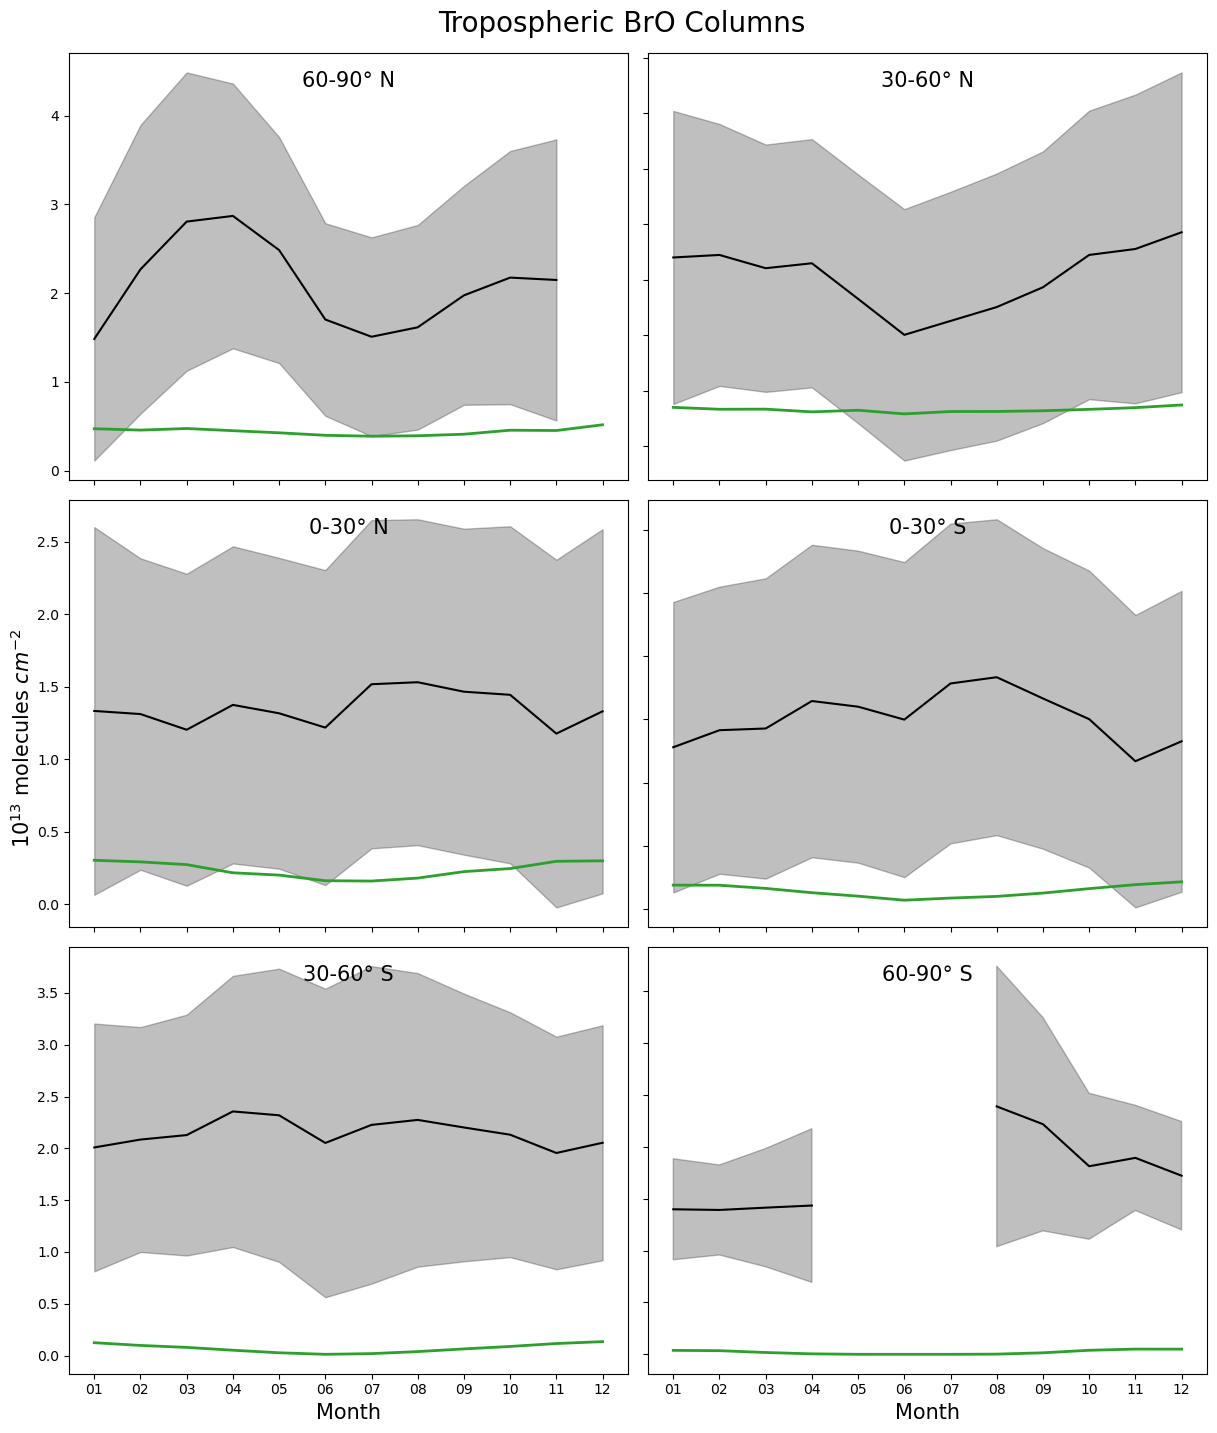 Tropospheric BrO Columns
60-90° N
30-60° N
4
3
2
1
0
0-30° N
0-30° S
2.5
2.0
1.5
1.0
0.5
0.0
10¹³ molecules cm⁻²
30-60° S
60-90° S
3.5
3.0
2.5
2.0
1.5
1.0
0.5
0.0
01 02 03 04 05 06 07 08 09 10 11 12
01 02 03 04 05 06 07 08 09 10 11 12
Month
Month